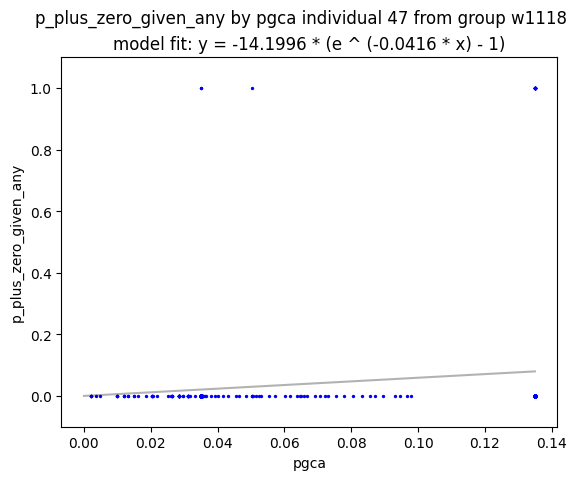 p_plus_zero_given_any by pgca individual 47 from group w1118
model fit: y = -14.1996 * (e ^ (-0.0416 * x) - 1)
1.0
0.8
0.6
0.4
0.2
0.0
p_plus_zero_given_any
0.00 0.02 0.04 0.06 0.08 0.10 0.12 0.14
pgca